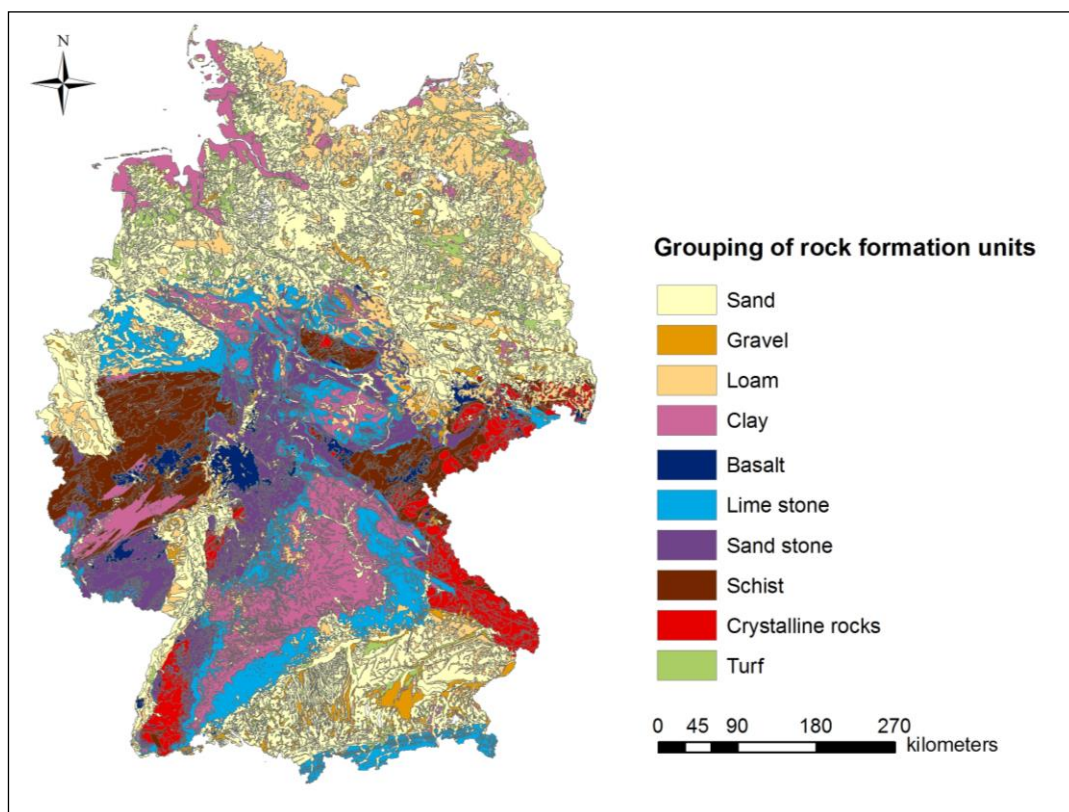 N
Grouping of rock formation units
Sand
Gravel
Loam
Clay
Basalt
Lime stone
Sand stone
Schist
Crystalline rocks
Turf
0 45 90 180 270
kilometers